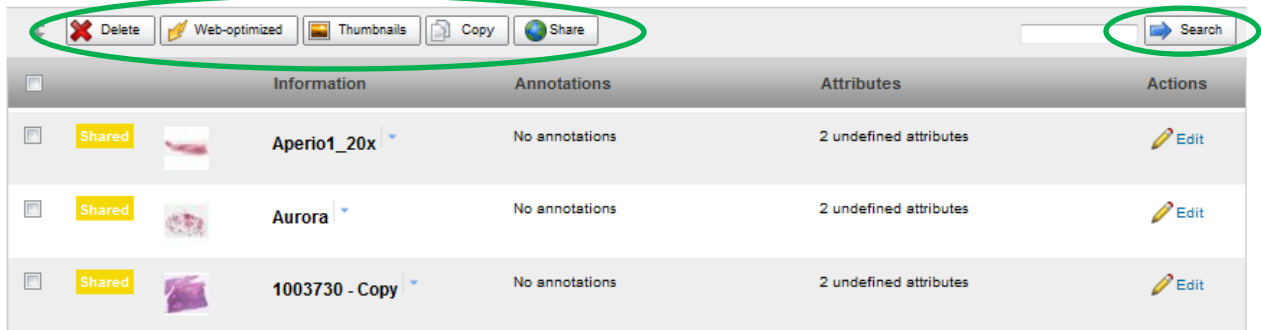 Delete Web-optimized Thumbnails Copy Share Search
Information Annotations Attributes Actions
Shared Aperio1_20x No annotations 2 undefined attributes Edit
Shared Aurora No annotations 2 undefined attributes Edit
Shared 1003730 - Copy No annotations 2 undefined attributes Edit